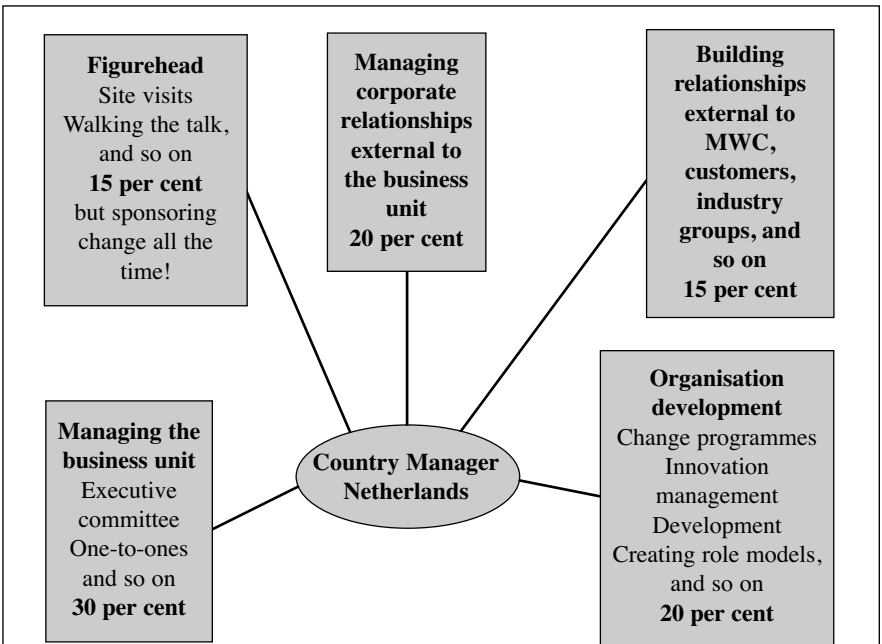 Figurehead
Site visits
Walking the talk,
and so on
15 per cent
but sponsoring
change all the
time!
Managing
corporate
relationships
external to
the business
unit
20 per cent
Building
relationships
external to
MWC,
customers,
industry
groups, and
so on
15 per cent
Managing the
business unit
Executive
committee
One-to-ones
and so on
30 per cent
Country Manager
Netherlands
Organisation
development
Change programmes
Innovation
management
Development
Creating role models,
and so on
20 per cent